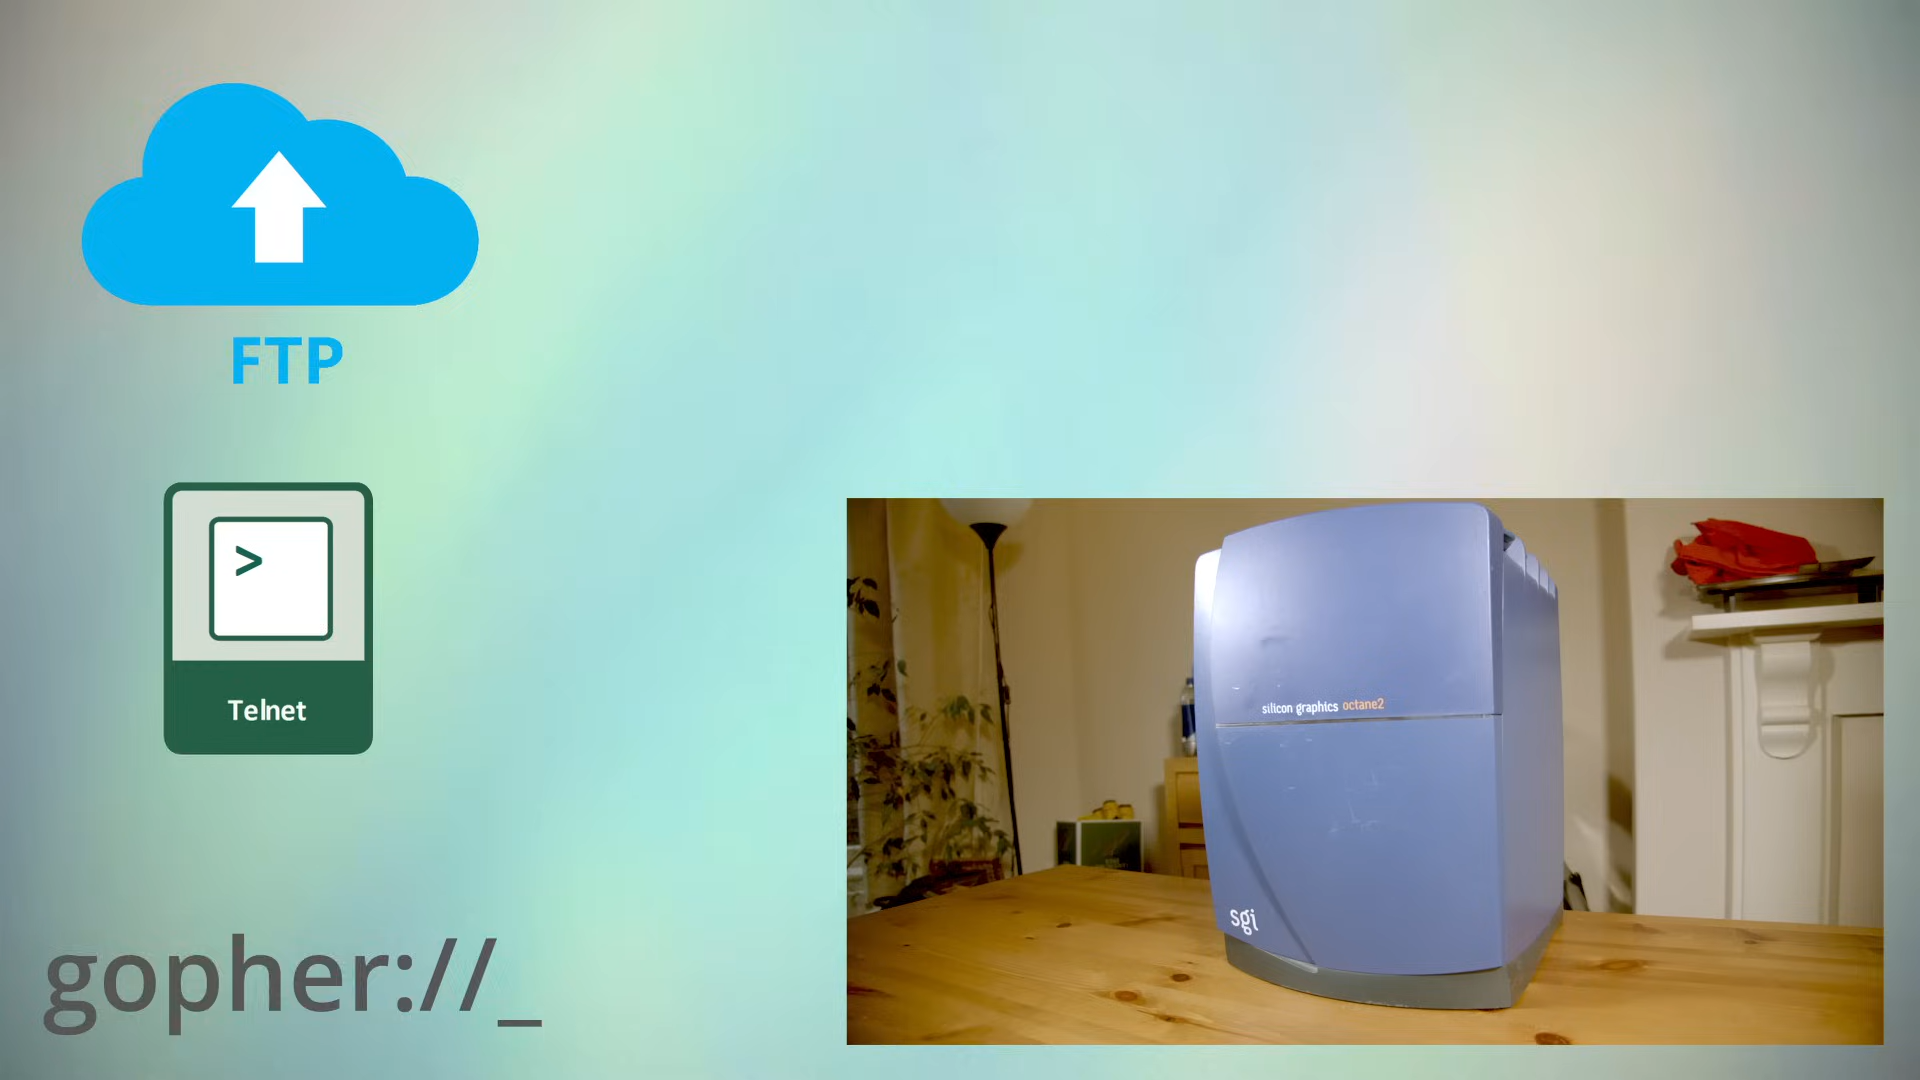 FTP
>
Telnet
gopher://_
silicon graphics octane2
sgi